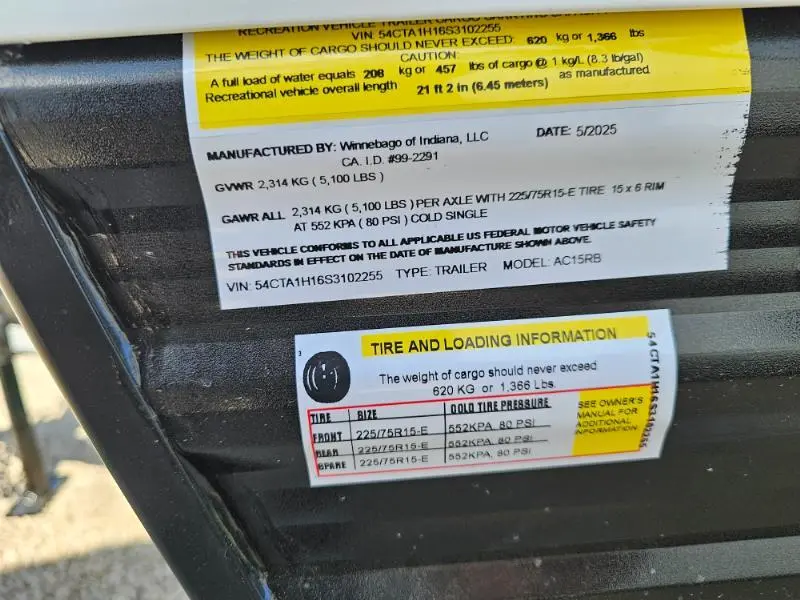 RECREATION VEHICLE TRAILER CARGO CARRYING
VIN: 54CTA1H16S3102255
THE WEIGHT OF CARGO SHOULD NEVER EXCEED: 620 kg or 1,366 lbs
CAUTION:
A full load of water equals 208 kg or 457 lbs of cargo @ 1 kg/L (8.3 lb/gal)
Recreational vehicle overall length 21 ft 2 in (6.45 meters) as manufactured
MANUFACTURED BY: Winnebago of Indiana, LLC DATE: 5/2025
CA. I.D. #99-2291
GVWR 2,314 KG ( 5,100 LBS )
GAWR ALL 2,314 KG ( 5,100 LBS ) PER AXLE WITH 225/75R15-E TIRE 15 x 6 RIM
AT 552 KPA ( 80 PSI ) COLD SINGLE
THIS VEHICLE CONFORMS TO ALL APPLICABLE US FEDERAL MOTOR VEHICLE SAFETY
STANDARDS IN EFFECT ON THE DATE OF MANUFACTURE SHOWN ABOVE.
VIN: 54CTA1H16S3102255 TYPE: TRAILER MODEL: AC15RB
3
TIRE AND LOADING INFORMATION
The weight of cargo should never exceed
620 KG or 1,366 Lbs.
TIRE SIZE COLD TIRE PRESSURE
FRONT 225/75R15-E 552KPA, 80 PSI
REAR 225/75R15-E 552KPA, 80 PSI
SPARE 225/75R15-E 552KPA, 80 PSI
SEE OWNER'S
MANUAL FOR
ADDITIONAL
INFORMATION
54CTA1H16S3102255